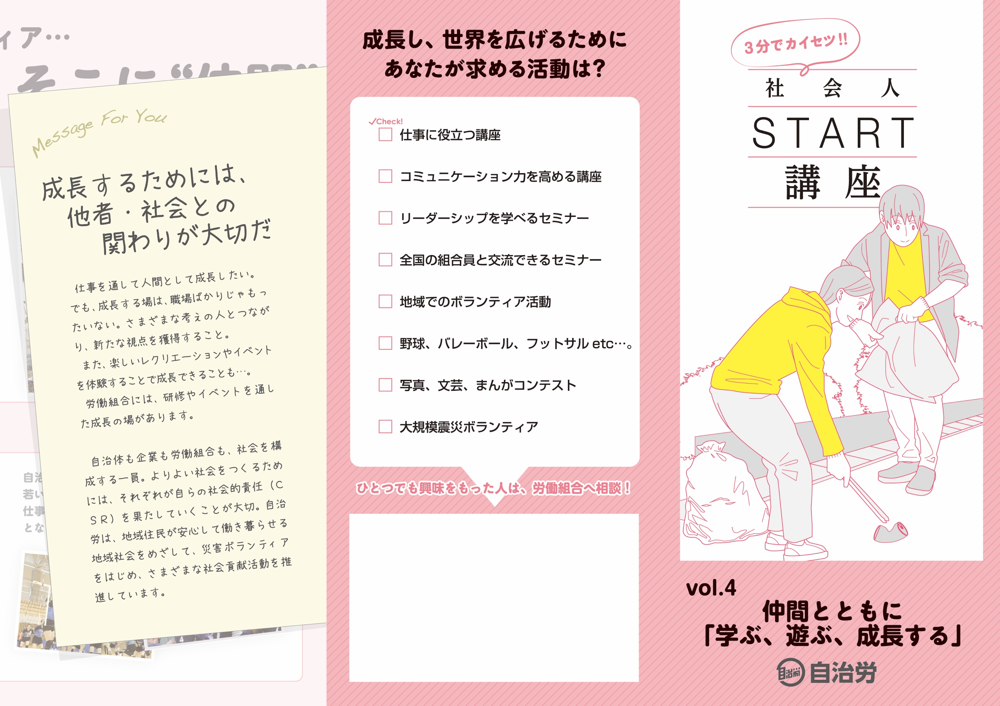 ィア…
そこに“仲間”
Message For You
成長するためには、
他者・社会との
関わりが大切だ
仕事を通して人間として成長したい。
でも、成長する場は、職場ばかりじゃもっ
たいない。さまざまな考えの人とつなが
り、新たな視点を獲得すること。
また、楽しいレクリエーションやイベント
を体験することで成長できることも…。
労働組合には、研修やイベントを通し
た成長の場があります。
自治体も企業も労働組合も、社会を構
成する一員。よりよい社会をつくるため
には、それぞれが自らの社会的責任（C
SR）を果たしていくことが大切。自治
労は、地域住民が安心して働き暮らせる
地域社会をめざして、災害ボランティア
をはじめ、さまざまな社会貢献活動を推
進しています。
自治
若い
仕事
とな
成長し、世界を広げるために
あなたが求める活動は？
Check!
仕事に役立つ講座
コミュニケーション力を高める講座
リーダーシップを学べるセミナー
全国の組合員と交流できるセミナー
地域でのボランティア活動
野球、バレーボール、フットサル etc…。
写真、文芸、まんがコンテスト
大規模震災ボランティア
ひとつでも興味をもった人は、労働組合へ相談！
3分でカイセツ!!
社会人
START
講座
vol.4
仲間とともに
「学ぶ、遊ぶ、成長する」
自治労 自治労